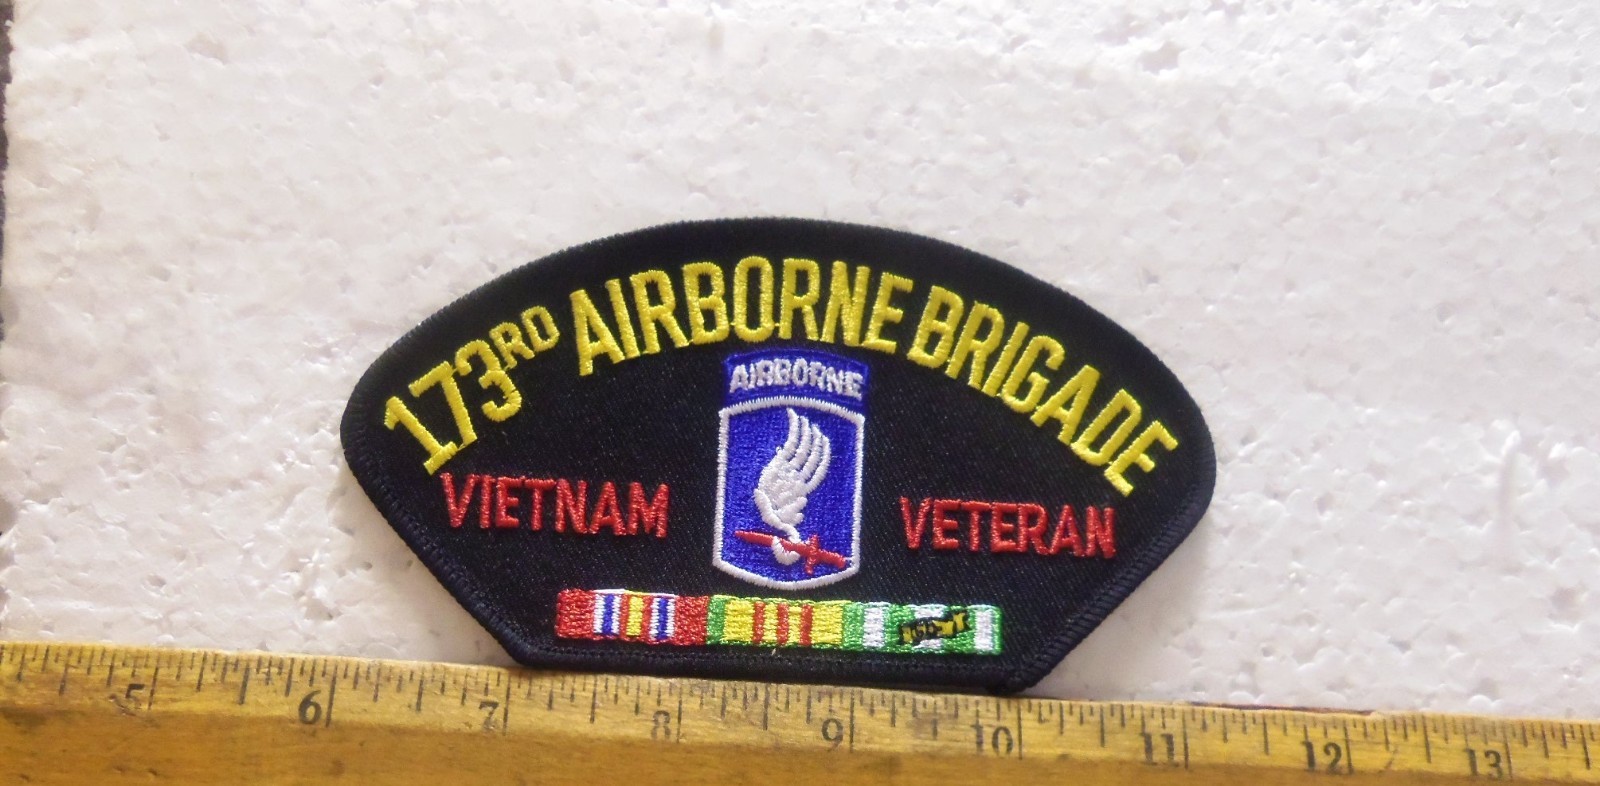 173RD AIRBORNE BRIGADE
AIRBORNE
VIETNAM VETERAN
5 6 7 8 9 10 11 12 13